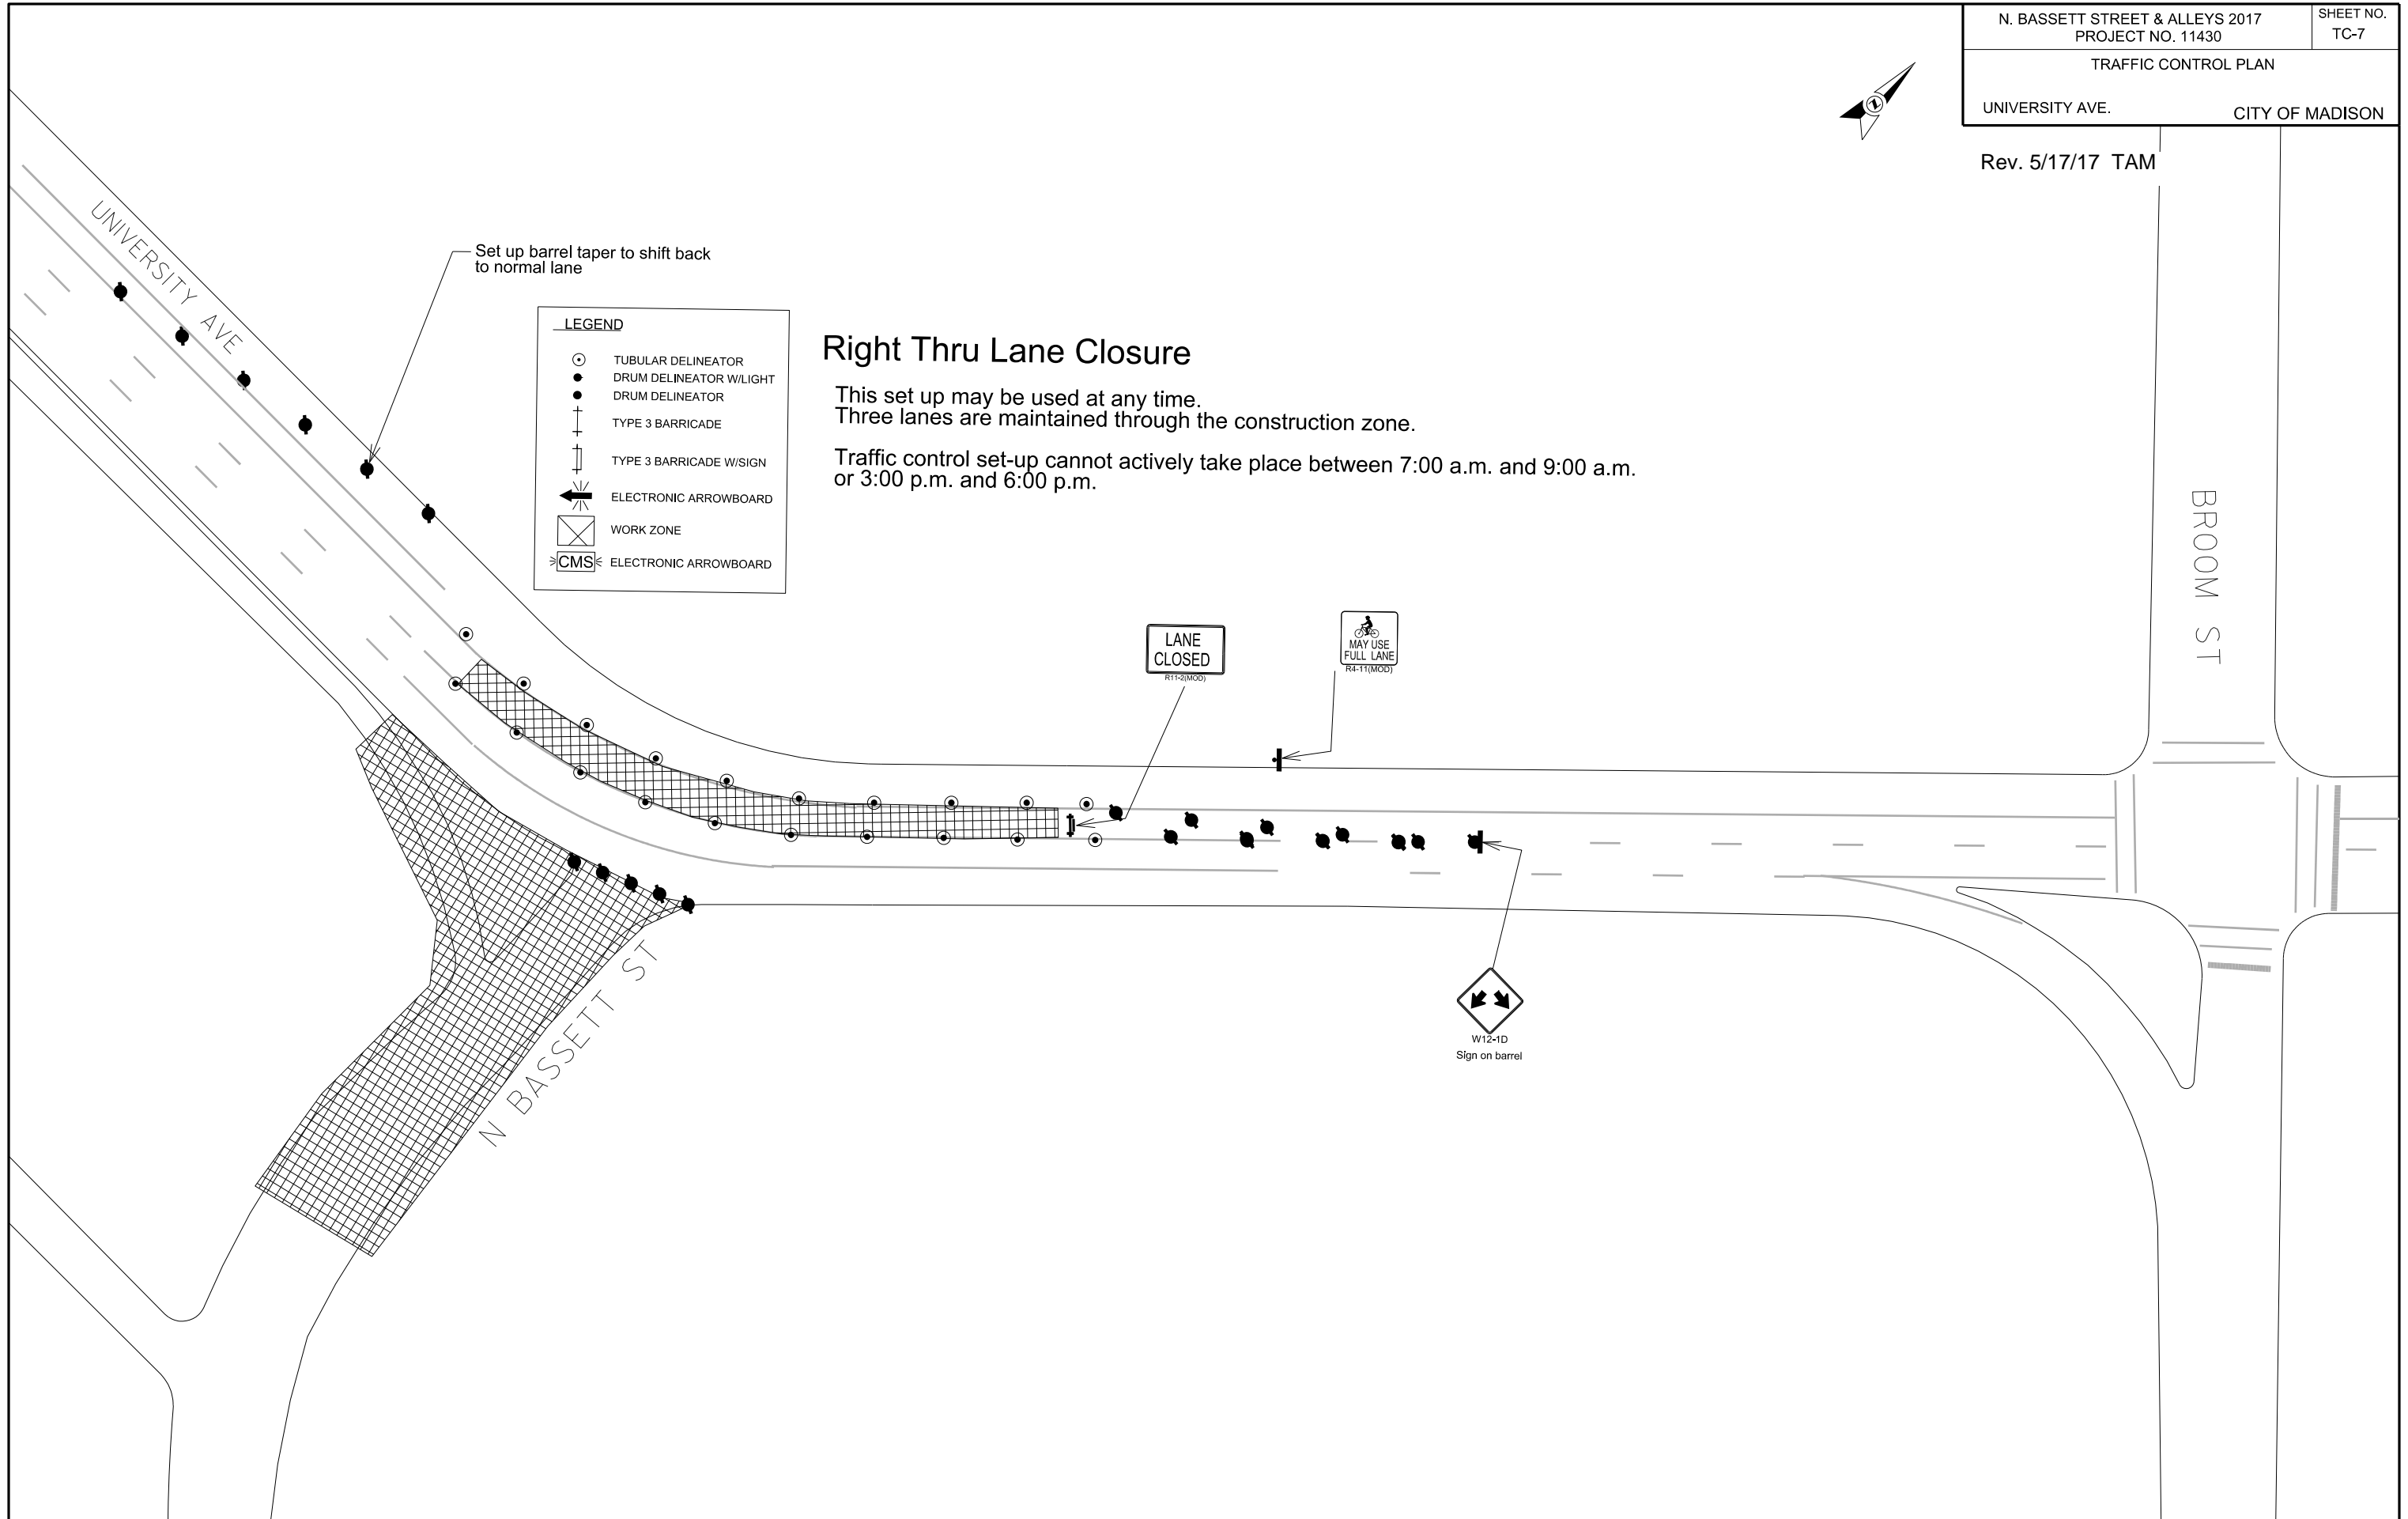 N. BASSETT STREET & ALLEYS 2017
PROJECT NO. 11430
SHEET NO.
TC-7
TRAFFIC CONTROL PLAN
UNIVERSITY AVE.
CITY OF MADISON
Rev. 5/17/17 TAM
UNIVERSITY AVE
Set up barrel taper to shift back
to normal lane
LEGEND
TUBULAR DELINEATOR
DRUM DELINEATOR W/LIGHT
DRUM DELINEATOR
TYPE 3 BARRICADE
TYPE 3 BARRICADE W/SIGN
ELECTRONIC ARROWBOARD
WORK ZONE
CMS ELECTRONIC ARROWBOARD
Right Thru Lane Closure
This set up may be used at any time.
Three lanes are maintained through the construction zone.
Traffic control set-up cannot actively take place between 7:00 a.m. and 9:00 a.m.
or 3:00 p.m. and 6:00 p.m.
BROOM ST
LANE
CLOSED
R11-2(MOD)
MAY USE
FULL LANE
R4-11(MOD)
N BASSETT ST
W12-1D
Sign on barrel